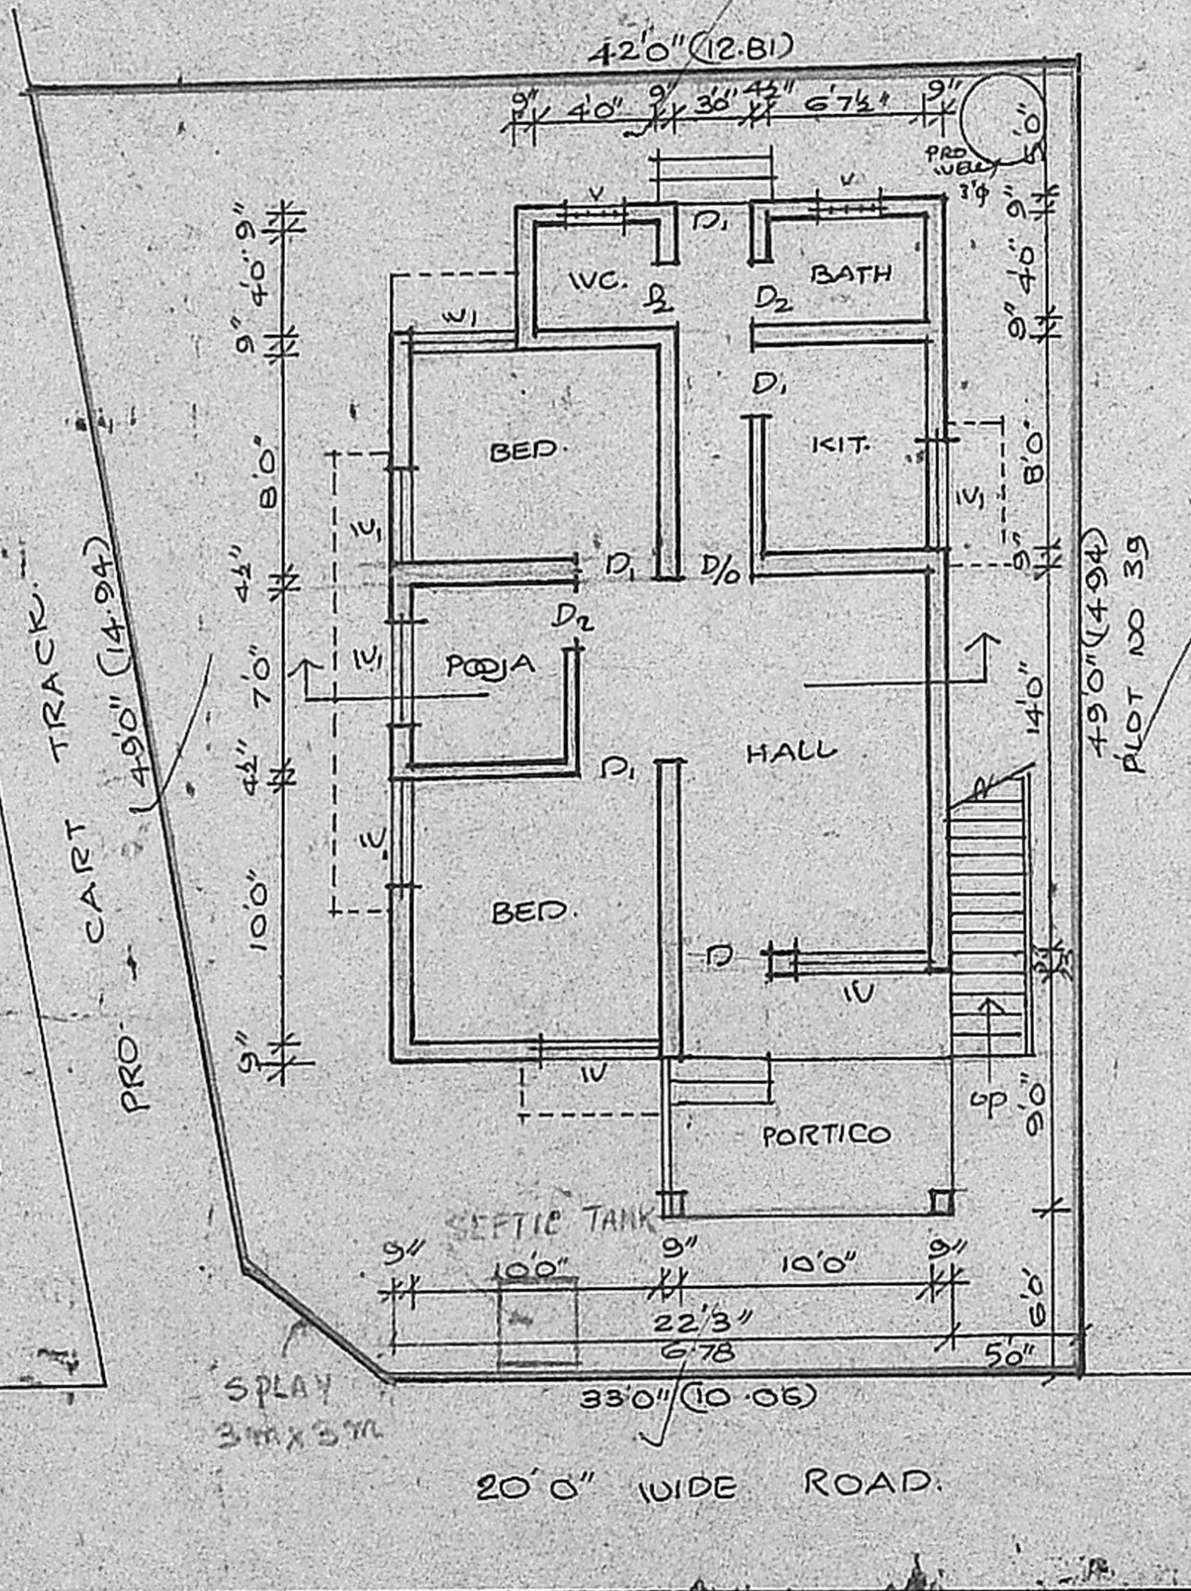 42'0" (12.81)
9" 4'0" 9" 3'0" 4½" 6'7½" 9"
5'0"
PRO
WELL
3'φ
V D1 V
9" 4'0" 9" 8'0" 4½" 7'0" 4½" 10'0" 9"
9" 4'0" 9" 8'0" 9" 14'0" 9'0" 6'0'
WC. D2 D2 BATH
W1
D1
BED. KIT.
W1 W1
D1 D/O
D2
W1 POOJA
HALL
D1
W
BED.
D
W
W
UP
PORTICO
SEPTIC TANK
9" 10'0" 9" 10'0" 9"
22'3"
6.78
5'0"
33'0" (10.06)
SPLAY
3m x 3m
PRO. CART TRACK.
49'0" (14.94)
49'0" (14.94)
PLOT NO 39
20'0" WIDE ROAD.